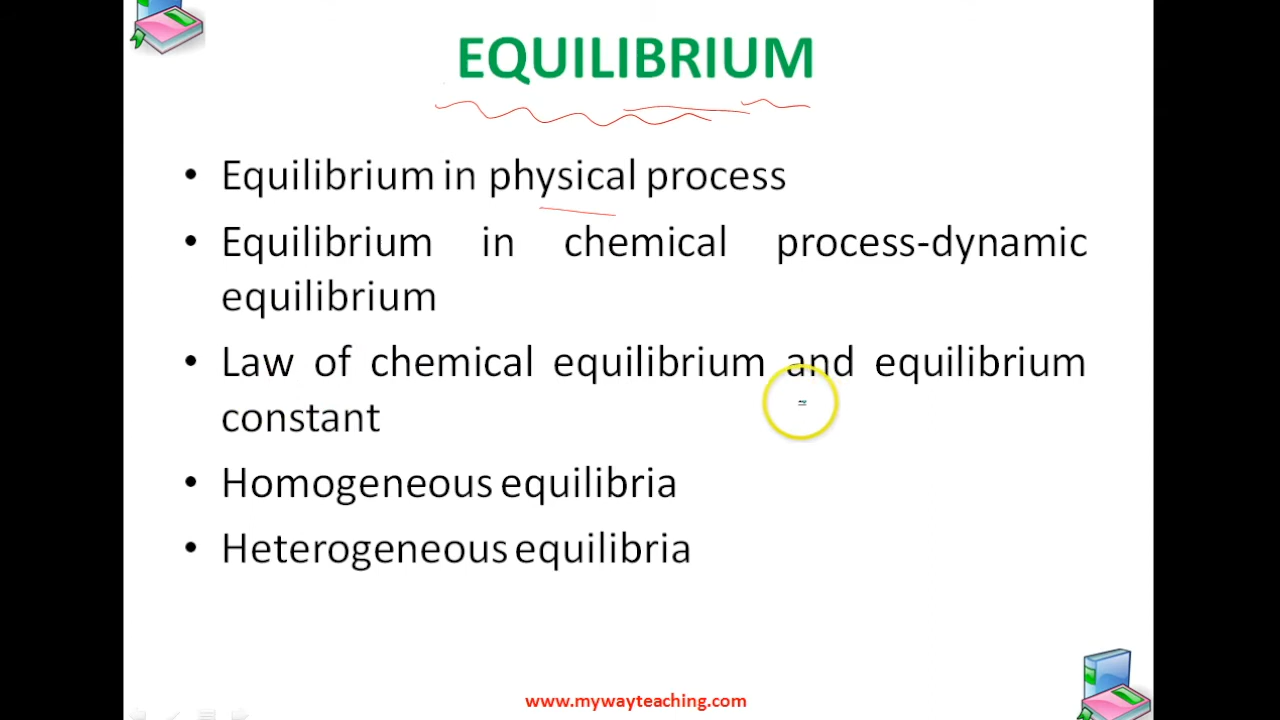 EQUILIBRIUM
• Equilibrium in physical process
• Equilibrium in chemical process-dynamic
equilibrium
• Law of chemical equilibrium and equilibrium
constant
• Homogeneous equilibria
• Heterogeneous equilibria
www.mywayteaching.com